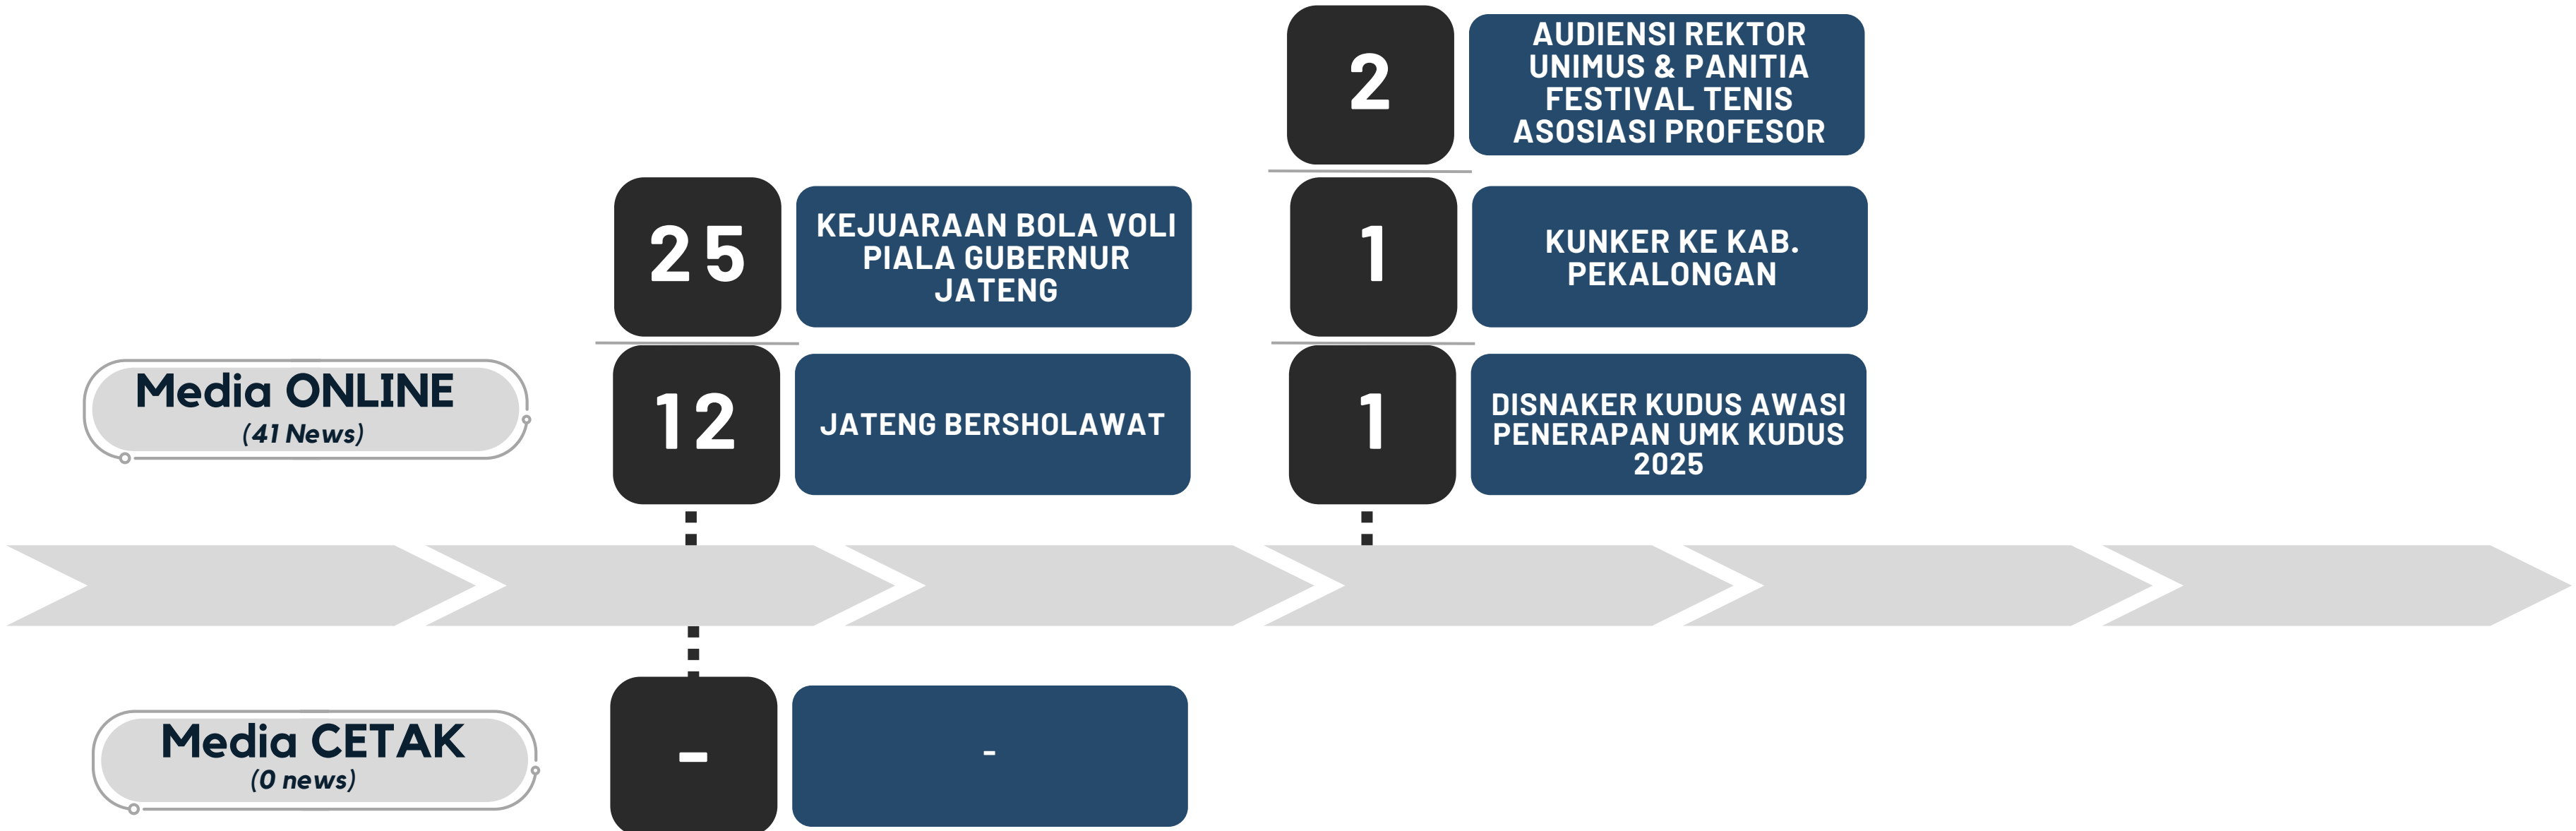 Media ONLINE
(41 News)
25
KEJUARAAN BOLA VOLI
PIALA GUBERNUR
JATENG
12
JATENG BERSHOLAWAT
2
AUDIENSI REKTOR
UNIMUS & PANITIA
FESTIVAL TENIS
ASOSIASI PROFESOR
1
KUNKER KE KAB.
PEKALONGAN
1
DISNAKER KUDUS AWASI
PENERAPAN UMK KUDUS
2025
Media CETAK
(0 news)
-
-